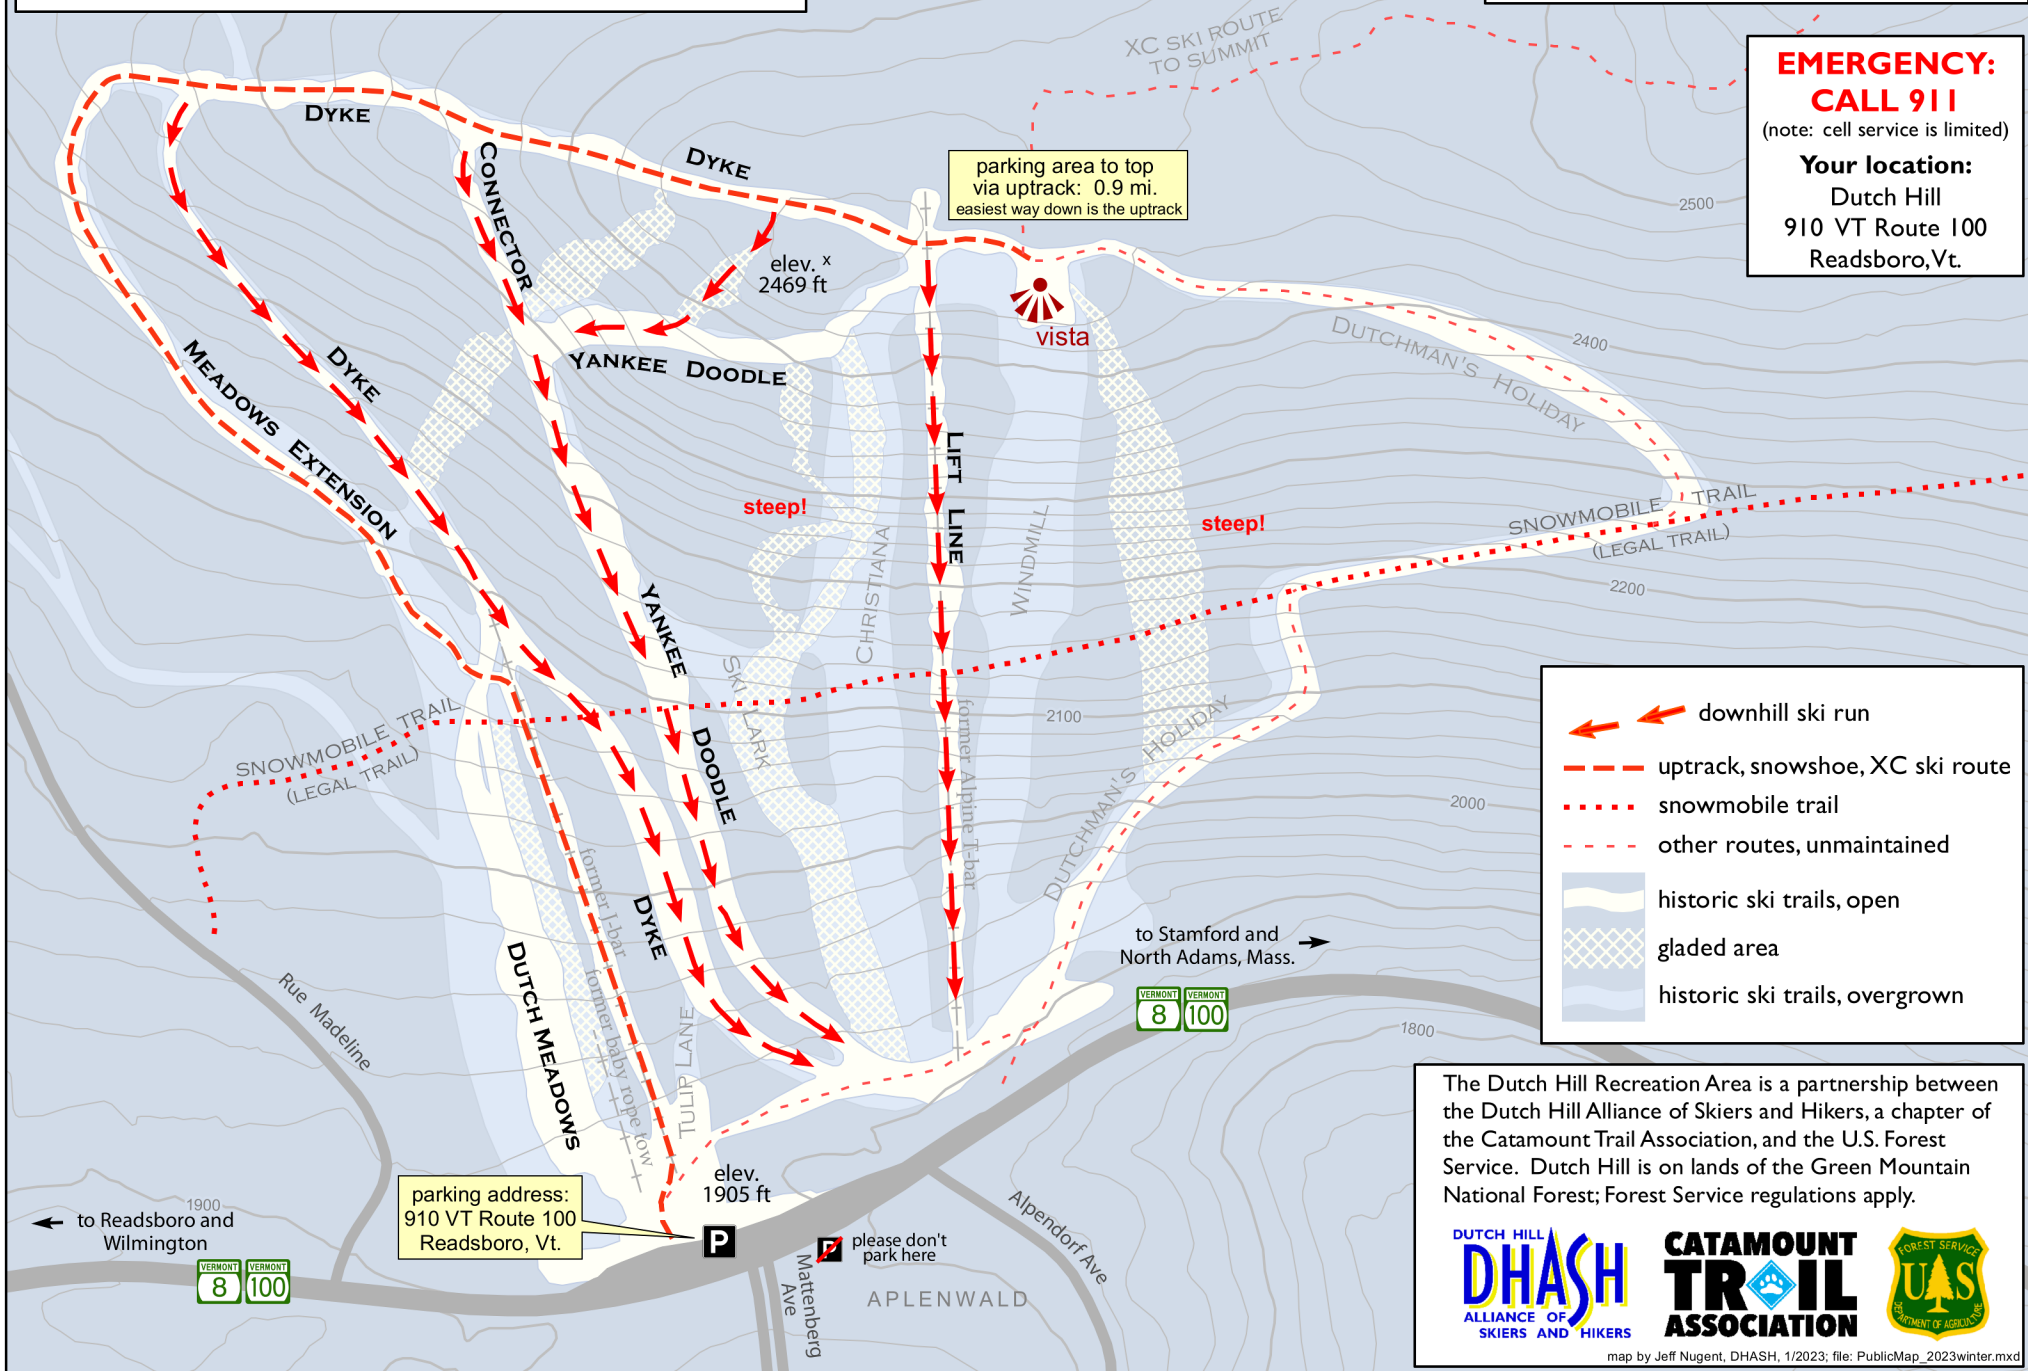 XC SKI ROUTE
TO SUMMIT
EMERGENCY:
CALL 911
(note: cell service is limited)
Your location:
Dutch Hill
910 VT Route 100
Readsboro, Vt.
DYKE
DYKE
CONNECTOR
parking area to top
via uptrack: 0.9 mi.
easiest way down is the uptrack
2500
elev. x
2469 ft
vista
YANKEE DOODLE
DUTCHMAN'S HOLIDAY
2400
MEADOWS EXTENSION
DYKE
LIFT LINE
steep!
steep!
CHRISTIANA
WINDMILL
SNOWMOBILE TRAIL
(LEGAL TRAIL)
2200
YANKEE DOODLE
SKI LARK
2100
former Alpine T-bar
DUTCHMAN'S HOLIDAY
2000
SNOWMOBILE TRAIL
(LEGAL TRAIL)
downhill ski run
uptrack, snowshoe, XC ski route
snowmobile trail
other routes, unmaintained
historic ski trails, open
gladed area
historic ski trails, overgrown
former J-bar
DYKE
DUTCH MEADOWS
former baby rope tow
TULIP LANE
Rue Madeline
to Stamford and
North Adams, Mass.
VERMONT
8
VERMONT
100
1800
The Dutch Hill Recreation Area is a partnership between
the Dutch Hill Alliance of Skiers and Hikers, a chapter of
the Catamount Trail Association, and the U.S. Forest
Service. Dutch Hill is on lands of the Green Mountain
National Forest; Forest Service regulations apply.
elev.
1905 ft
parking address:
910 VT Route 100
Readsboro, Vt.
P
P
please don't
park here
1900
to Readsboro and
Wilmington
VERMONT
8
VERMONT
100
Mattenberg
Ave
Alpendorf Ave
APLENWALD
DUTCH HILL
DHASH
ALLIANCE OF
SKIERS AND HIKERS
CATAMOUNT
TRAIL
ASSOCIATION
FOREST SERVICE
US
DEPARTMENT OF AGRICULTURE
map by Jeff Nugent, DHASH, 1/2023; file: PublicMap_2023winter.mxd